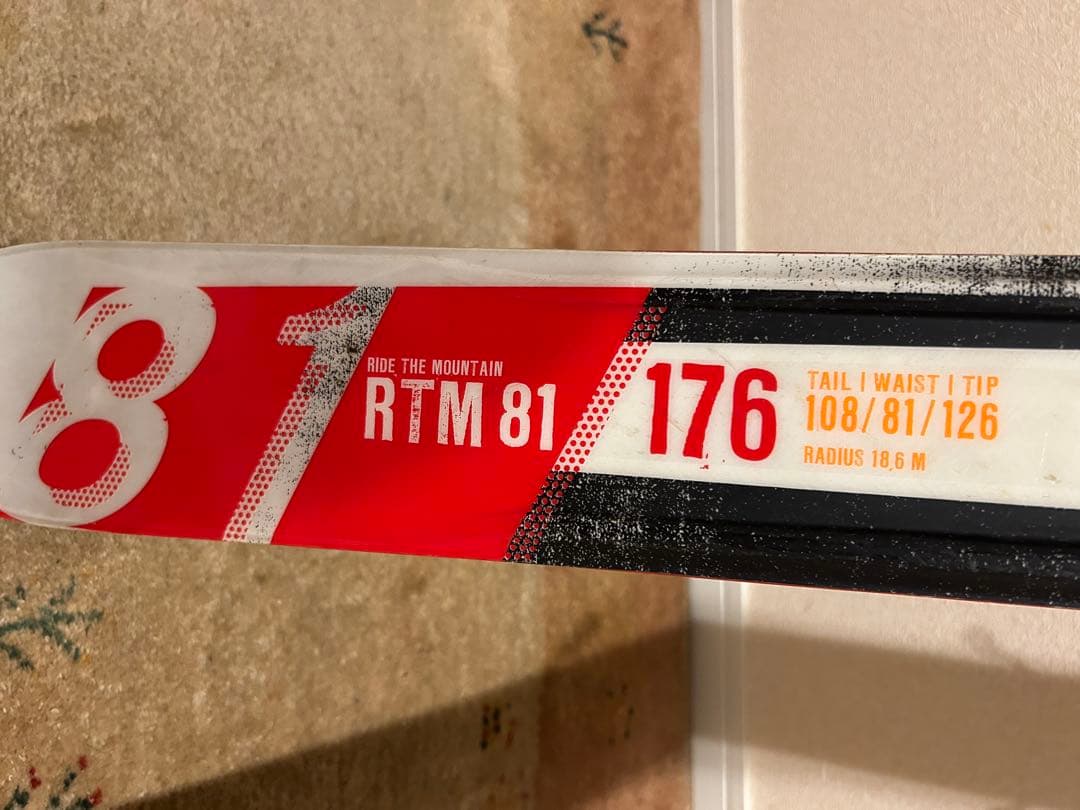 81
RIDE THE MOUNTAIN
RTM 81
176
TAIL | WAIST | TIP
108/81/126
RADIUS 18,6 M